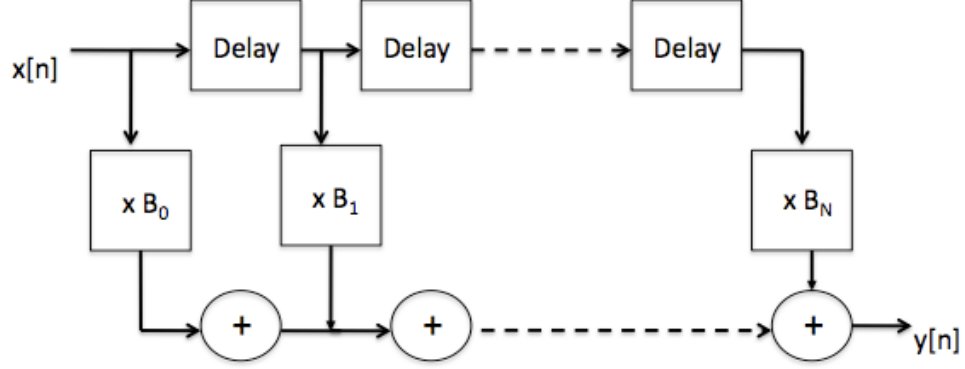 x[n]
Delay
Delay
Delay
x B₀
x B₁
x Bₙ
+
+
+
y[n]